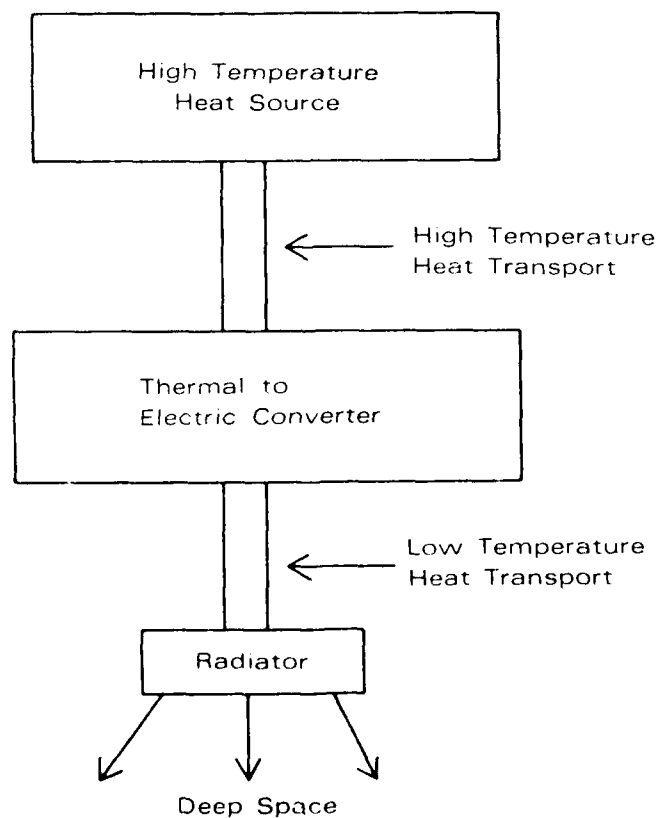 High Temperature
Heat Source
High Temperature
Heat Transport
Thermal to
Electric Converter
Low Temperature
Heat Transport
Radiator
Deep Space